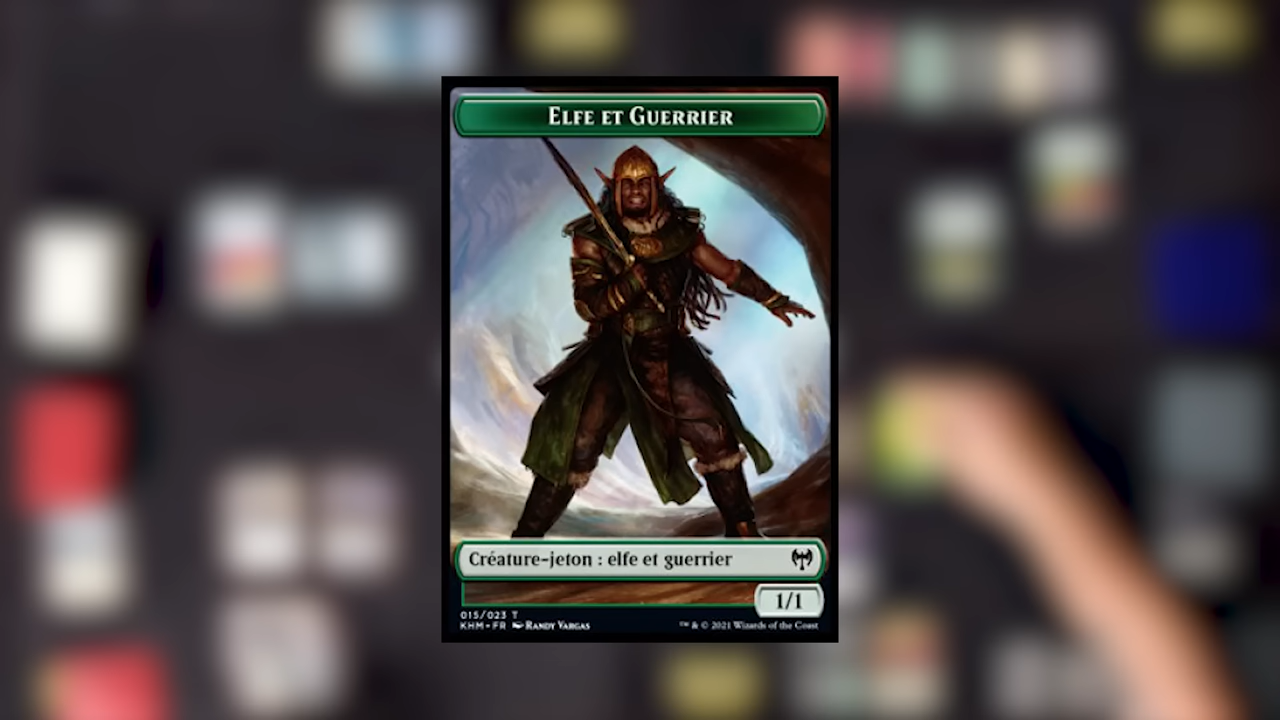 Elfe et Guerrier
Créature-jeton : elfe et guerrier
1/1
015/023 T
KHM • FR Randy Vargas
™ & © 2021 Wizards of the Coast